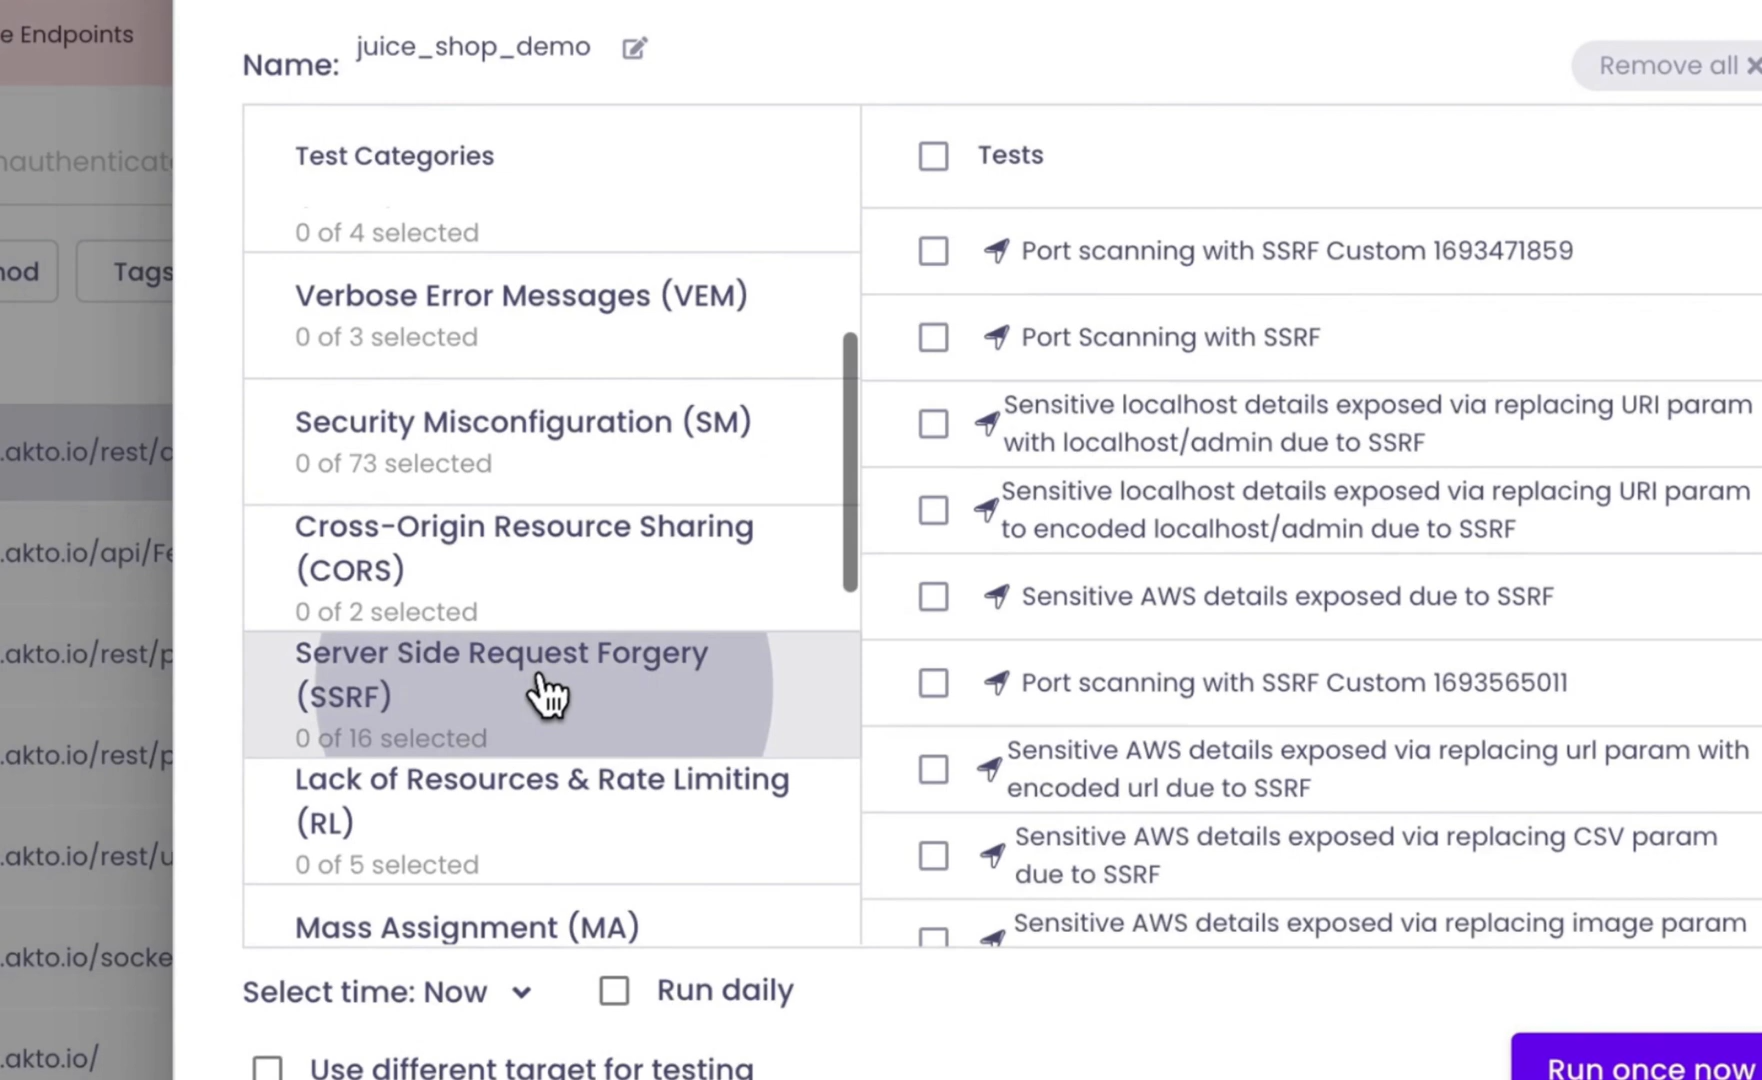 e Endpoints
Name: juice_shop_demo
Remove all
Test Categories
Tests
nauthenticate
0 of 4 selected
Port scanning with SSRF Custom 1693471859
nod
Tags
Verbose Error Messages (VEM)
0 of 3 selected
Port Scanning with SSRF
Security Misconfiguration (SM)
0 of 73 selected
Sensitive localhost details exposed via replacing URI param
with localhost/admin due to SSRF
.akto.io/rest/c
Cross-Origin Resource Sharing
(CORS)
0 of 2 selected
Sensitive localhost details exposed via replacing URI param
to encoded localhost/admin due to SSRF
.akto.io/api/Fe
Sensitive AWS details exposed due to SSRF
Server Side Request Forgery
(SSRF)
0 of 16 selected
Port scanning with SSRF Custom 1693565011
.akto.io/rest/p
Sensitive AWS details exposed via replacing url param with
encoded url due to SSRF
.akto.io/rest/p
Lack of Resources & Rate Limiting
(RL)
0 of 5 selected
Sensitive AWS details exposed via replacing CSV param
due to SSRF
.akto.io/rest/u
Mass Assignment (MA)
Sensitive AWS details exposed via replacing image param
.akto.io/socke
Select time: Now
Run daily
.akto.io/
Use different target for testing
Run once now